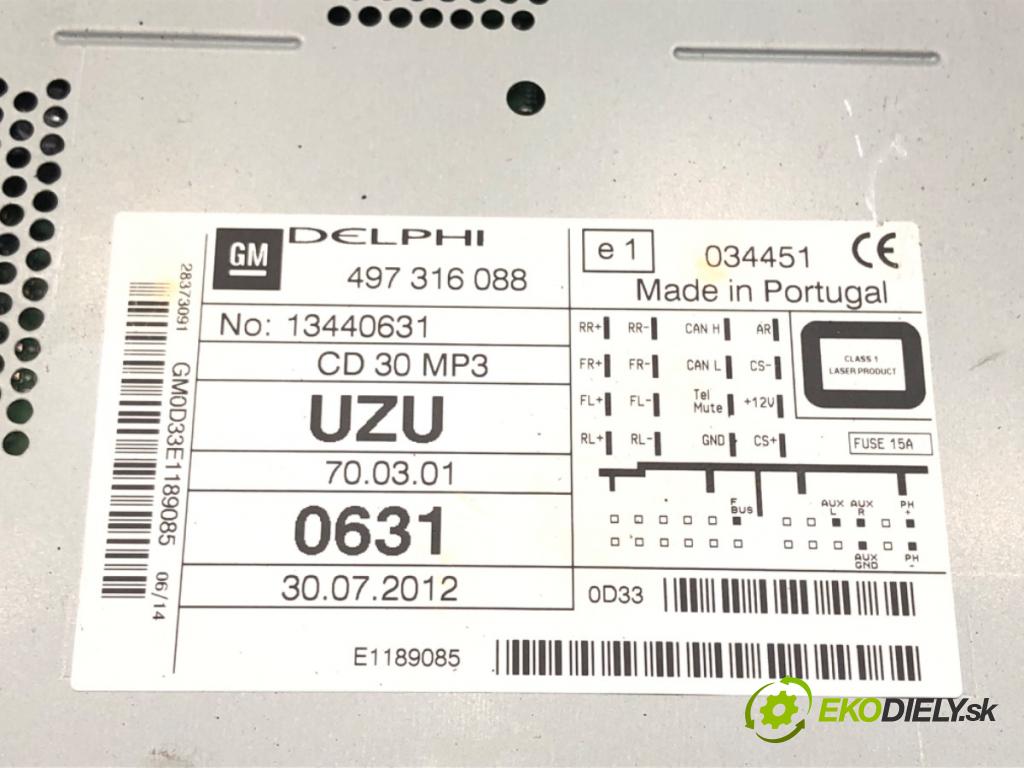 GM
DELPHI
497 316 088
No: 13440631
CD 30 MP3
UZU
70.03.01
0631
30.07.2012
E1189085
28373091
GM0D33E1189085 06/14
e 1
034451 CE
Made in Portugal
RR+ RR- CAN H AR
FR+ FR- CAN L CS-
FL+ FL- Tel Mute +12V
RL+ RL- GND CS+
CLASS 1
LASER PRODUCT
FUSE 15A
F BUS
AUX L
AUX R
PH +
AUX GND
PH -
0D33
EKODIELY.sk